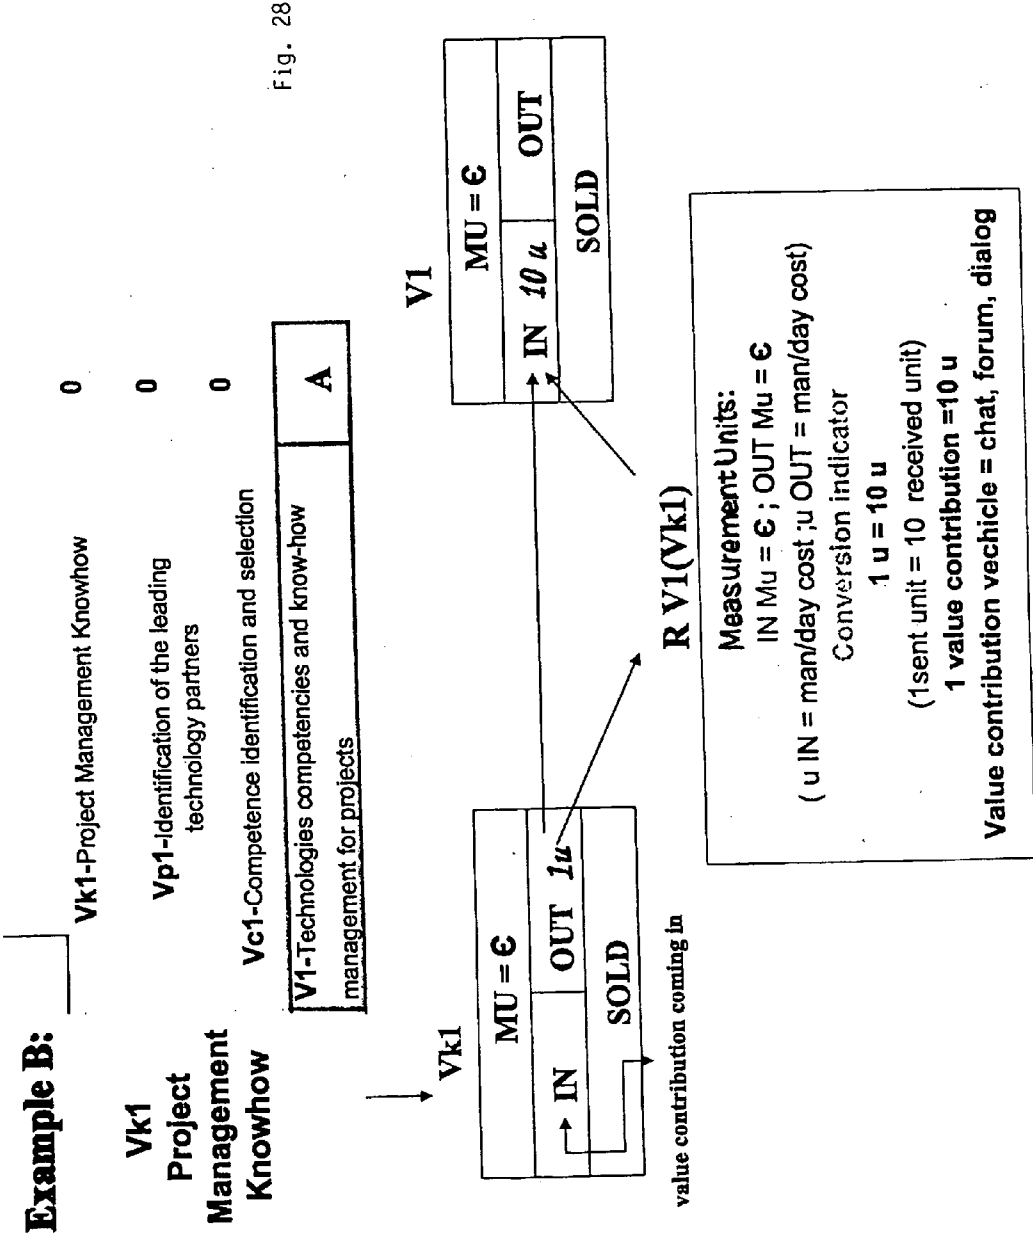 Fig. 28
Example B:
Vk1
Project
Management
Knowhow
Vk1-Project Management Knowhow 0
Vp1-Identification of the leading
technology partners 0
Vc1-Competence identification and selection 0
V1-Technologies competencies and know-how
management for projects A
Vk1
MU = €
IN OUT 1u
SOLD
value contribution coming in
V1
MU = €
IN 10 u OUT
SOLD
R V1(Vk1)
Measurement Units:
IN Mu = € ; OUT Mu = €
( u IN = man/day cost ;u OUT = man/day cost)
Conversion indicator
1 u = 10 u
(1sent unit = 10 received unit)
1 value contribution =10 u
Value contribution vechicle = chat, forum, dialog